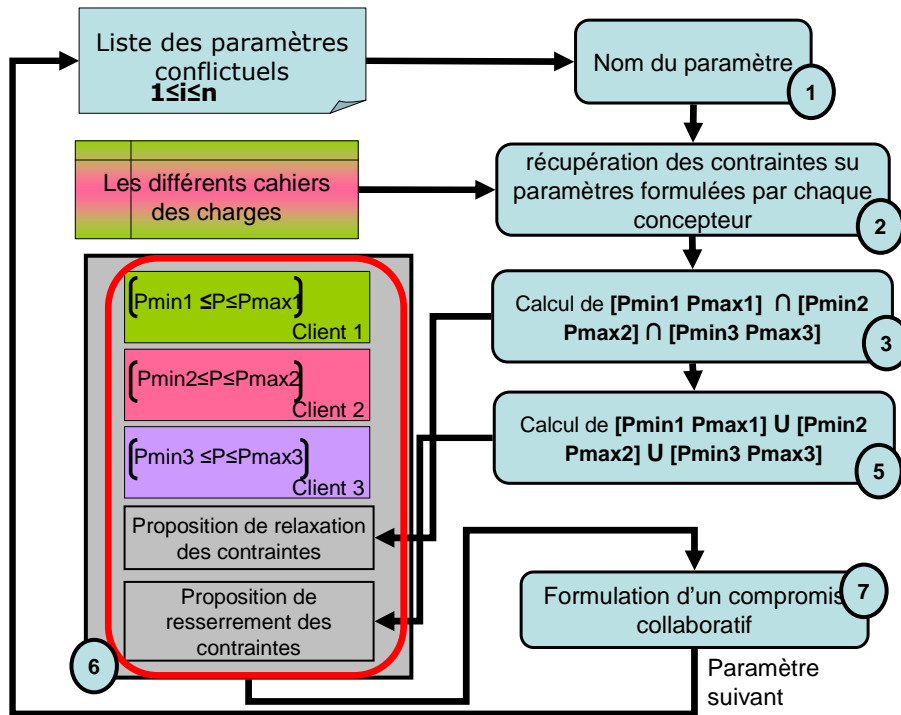 Liste des paramètres
conflictuels
1≤i≤n
Nom du paramètre
1
Les différents cahiers
des charges
récupération des contraintes su
paramètres formulées par chaque
concepteur
2
Pmin1 ≤P≤Pmax1
Client 1
Pmin2≤P≤Pmax2
Client 2
Pmin3 ≤P≤Pmax3
Client 3
Calcul de [Pmin1 Pmax1] ∩ [Pmin2
Pmax2] ∩ [Pmin3 Pmax3]
3
Calcul de [Pmin1 Pmax1] U [Pmin2
Pmax2] U [Pmin3 Pmax3]
5
Proposition de relaxation
des contraintes
Proposition de
resserrement des
contraintes
6
Formulation d’un compromis
collaboratif
7
Paramètre
suivant